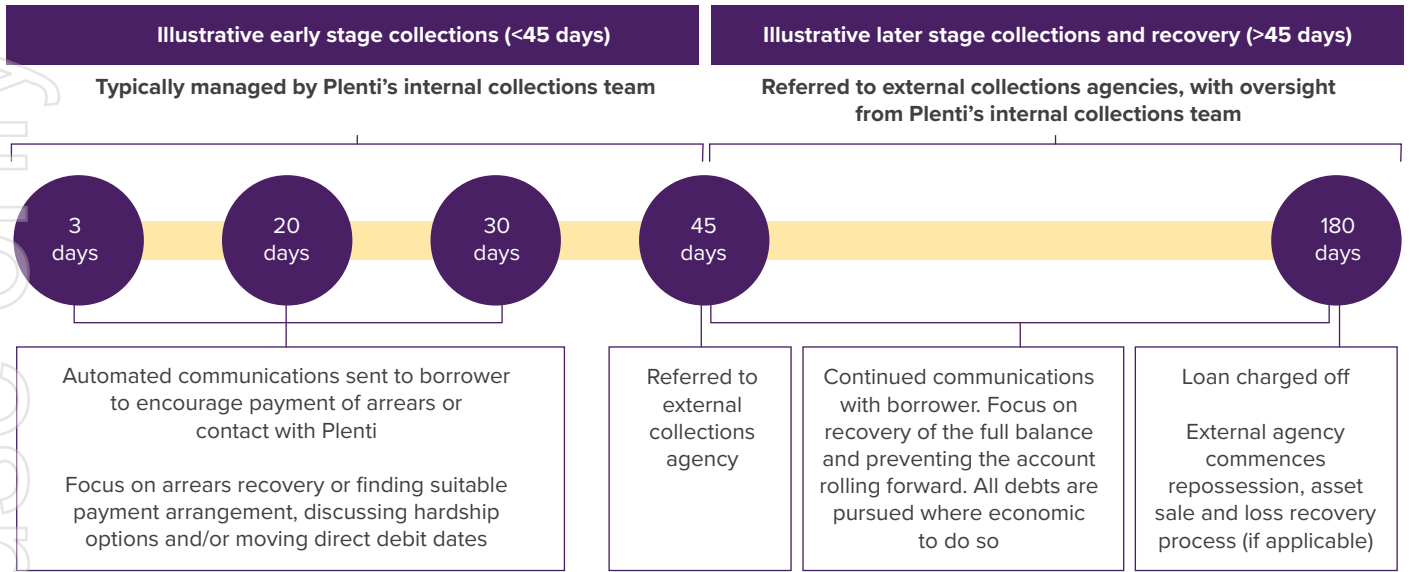 Illustrative early stage collections (<45 days)
Illustrative later stage collections and recovery (>45 days)
Typically managed by Plenti's internal collections team
Referred to external collections agencies, with oversight
from Plenti's internal collections team
3
days
20
days
30
days
45
days
180
days
Automated communications sent to borrower
to encourage payment of arrears or
contact with Plenti
Focus on arrears recovery or finding suitable
payment arrangement, discussing hardship
options and/or moving direct debit dates
Referred to
external
collections
agency
Continued communications
with borrower. Focus on
recovery of the full balance
and preventing the account
rolling forward. All debts are
pursued where economic
to do so
Loan charged off
External agency
commences
repossession, asset
sale and loss recovery
process (if applicable)